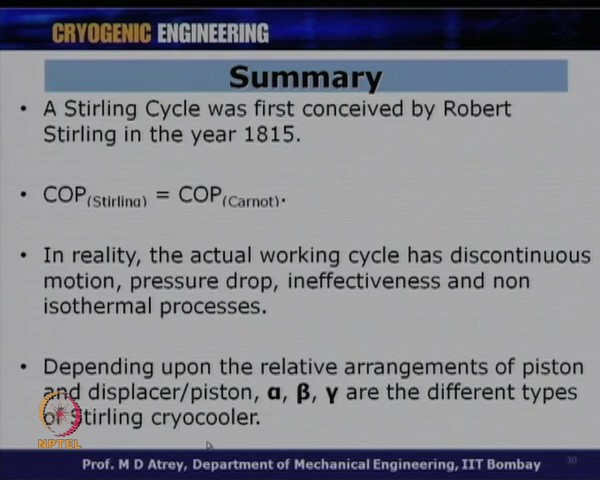 CRYOGENIC ENGINEERING
Summary
• A Stirling Cycle was first conceived by Robert
Stirling in the year 1815.
• COP(Stirling) = COP(Carnot).
• In reality, the actual working cycle has discontinuous
motion, pressure drop, ineffectiveness and non
isothermal processes.
• Depending upon the relative arrangements of piston
and displacer/piston, α, β, γ are the different types
of Stirling cryocooler.
NPTEL
Prof. M D Atrey, Department of Mechanical Engineering, IIT Bombay
30